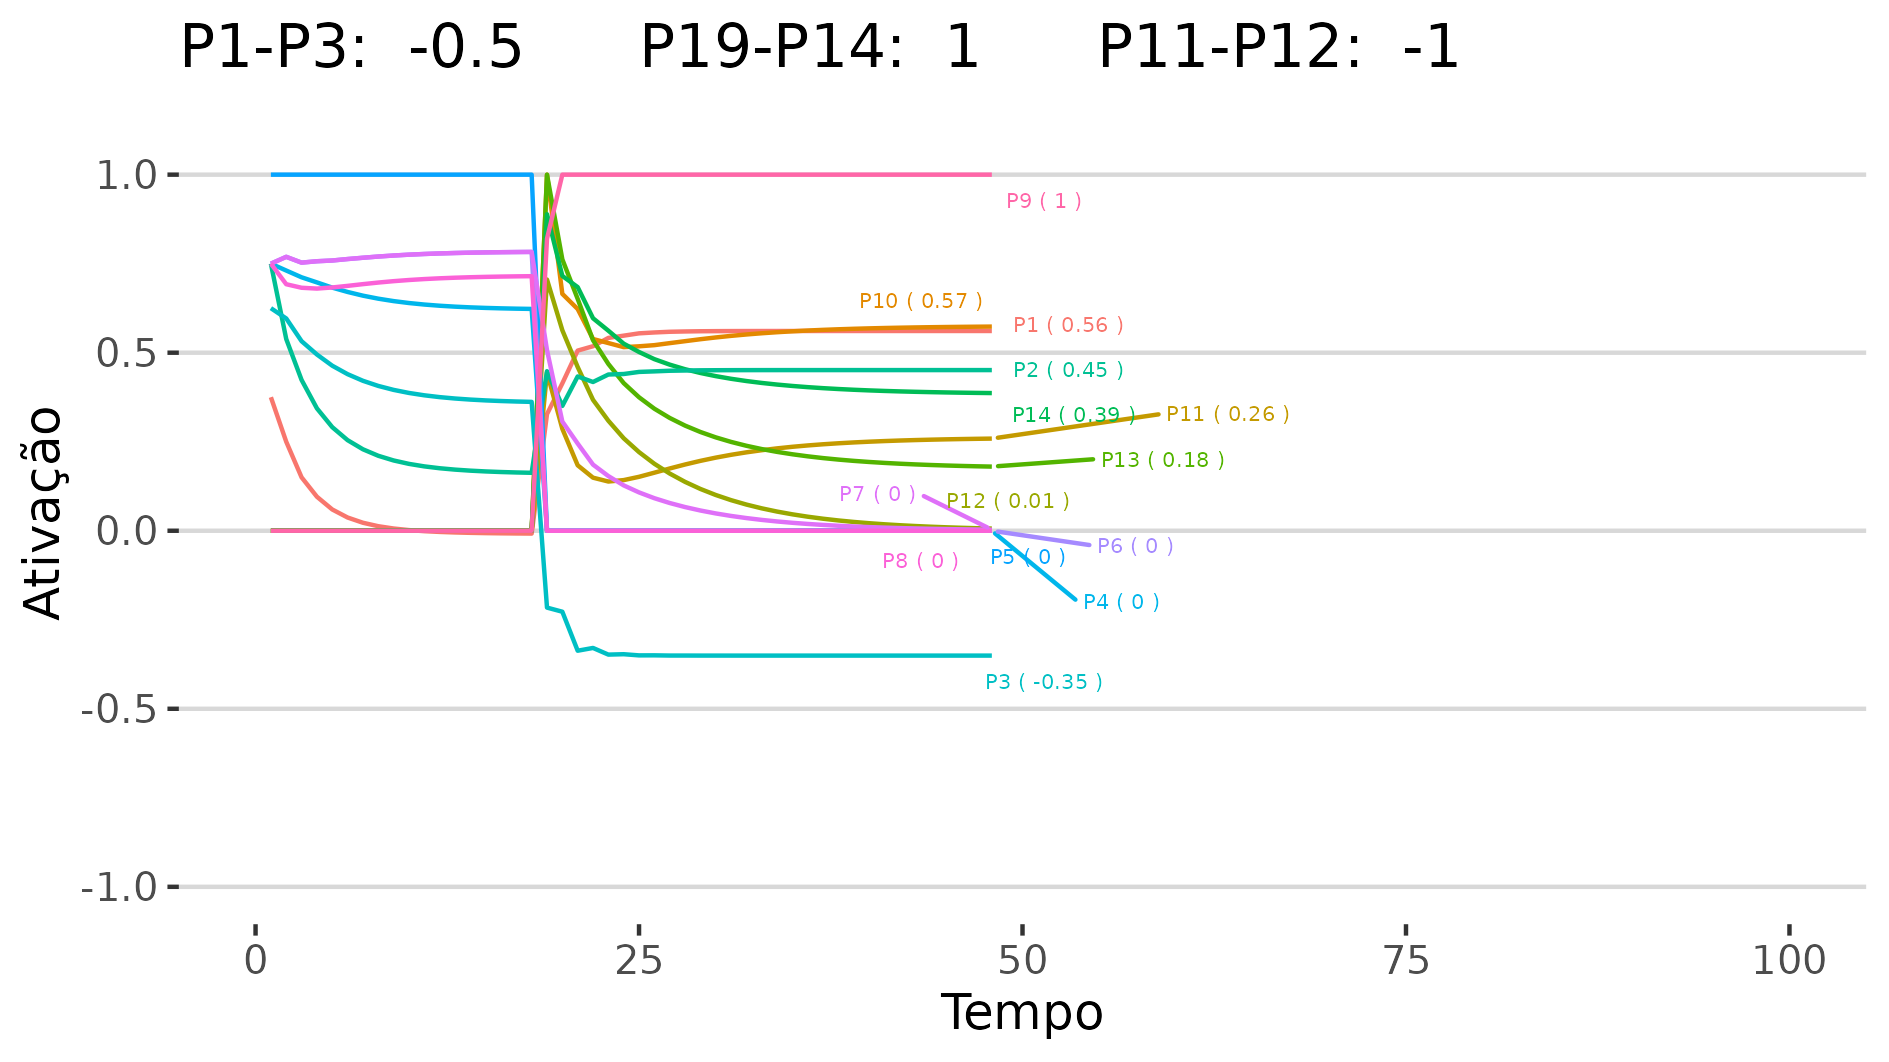 P1-P3:  -0.5      P19-P14:  1      P11-P12:  -1
1.0
P9 ( 1 )
P10 ( 0.57 )
P1 ( 0.56 )
0.5
P2 ( 0.45 )
P14 ( 0.39 )
P11 ( 0.26 )
P13 ( 0.18 )
P7 ( 0 )
P12 ( 0.01 )
0.0
P6 ( 0 )
P5 ( 0 )
P8 ( 0 )
P4 ( 0 )
P3 ( -0.35 )
-0.5
-1.0
Ativação
0 25 50 75 100
Tempo